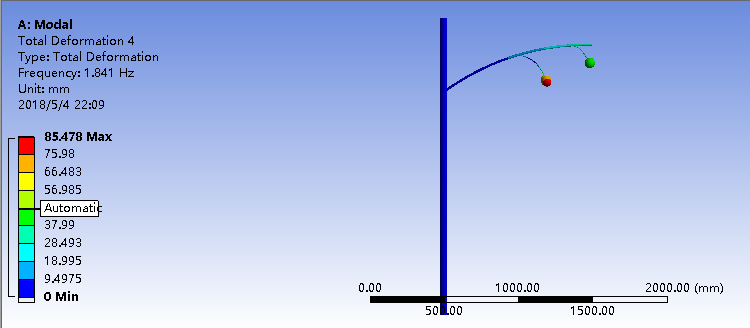 A: Modal
Total Deformation 4
Type: Total Deformation
Frequency: 1.841 Hz
Unit: mm
2018/5/4 22:09
85.478 Max
75.98
66.483
56.985
Automatic
37.99
28.493
18.995
9.4975
0 Min
0.00
1000.00
2000.00 (mm)
500.00
1500.00